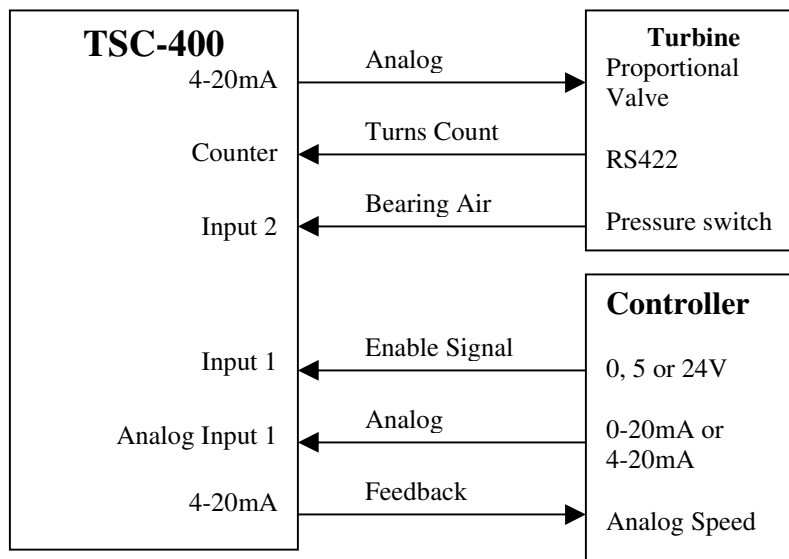 TSC-400
4-20mA
Counter
Input 2
Input 1
Analog Input 1
4-20mA
Analog
Turns Count
Bearing Air
Enable Signal
Analog
Feedback
Turbine
Proportional
Valve
RS422
Pressure switch
Controller
0, 5 or 24V
0-20mA or
4-20mA
Analog Speed